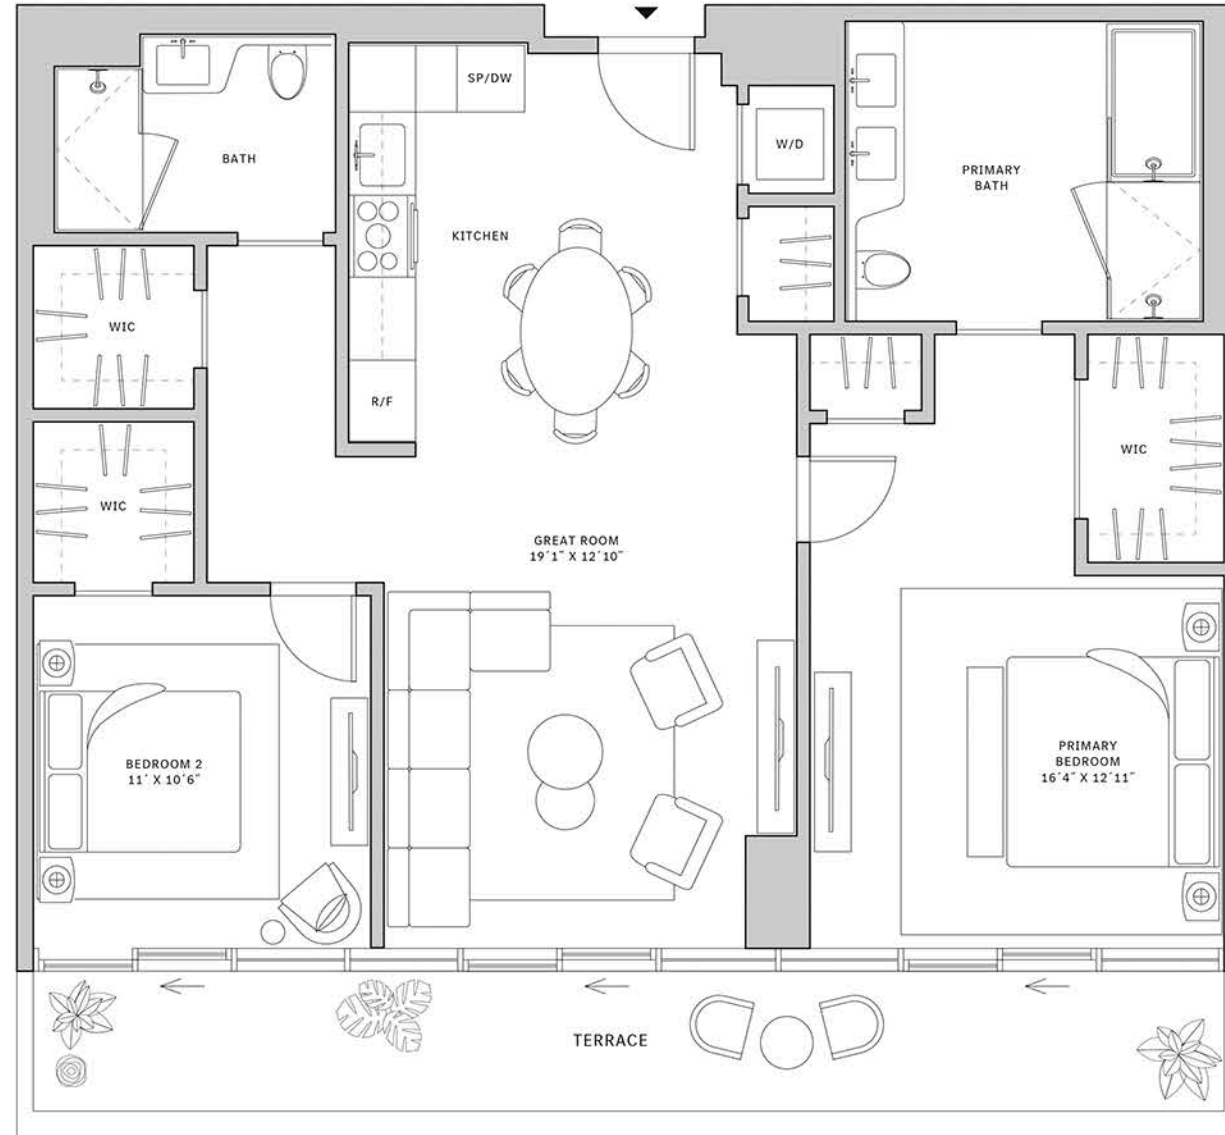 SP/DW
BATH
W/D
PRIMARY
BATH
KITCHEN
WIC
R/F
WIC
WIC
GREAT ROOM
19´1˝ X 12´10˝
BEDROOM 2
11´ X 10´6˝
PRIMARY
BEDROOM
16´4˝ X 12´11˝
TERRACE